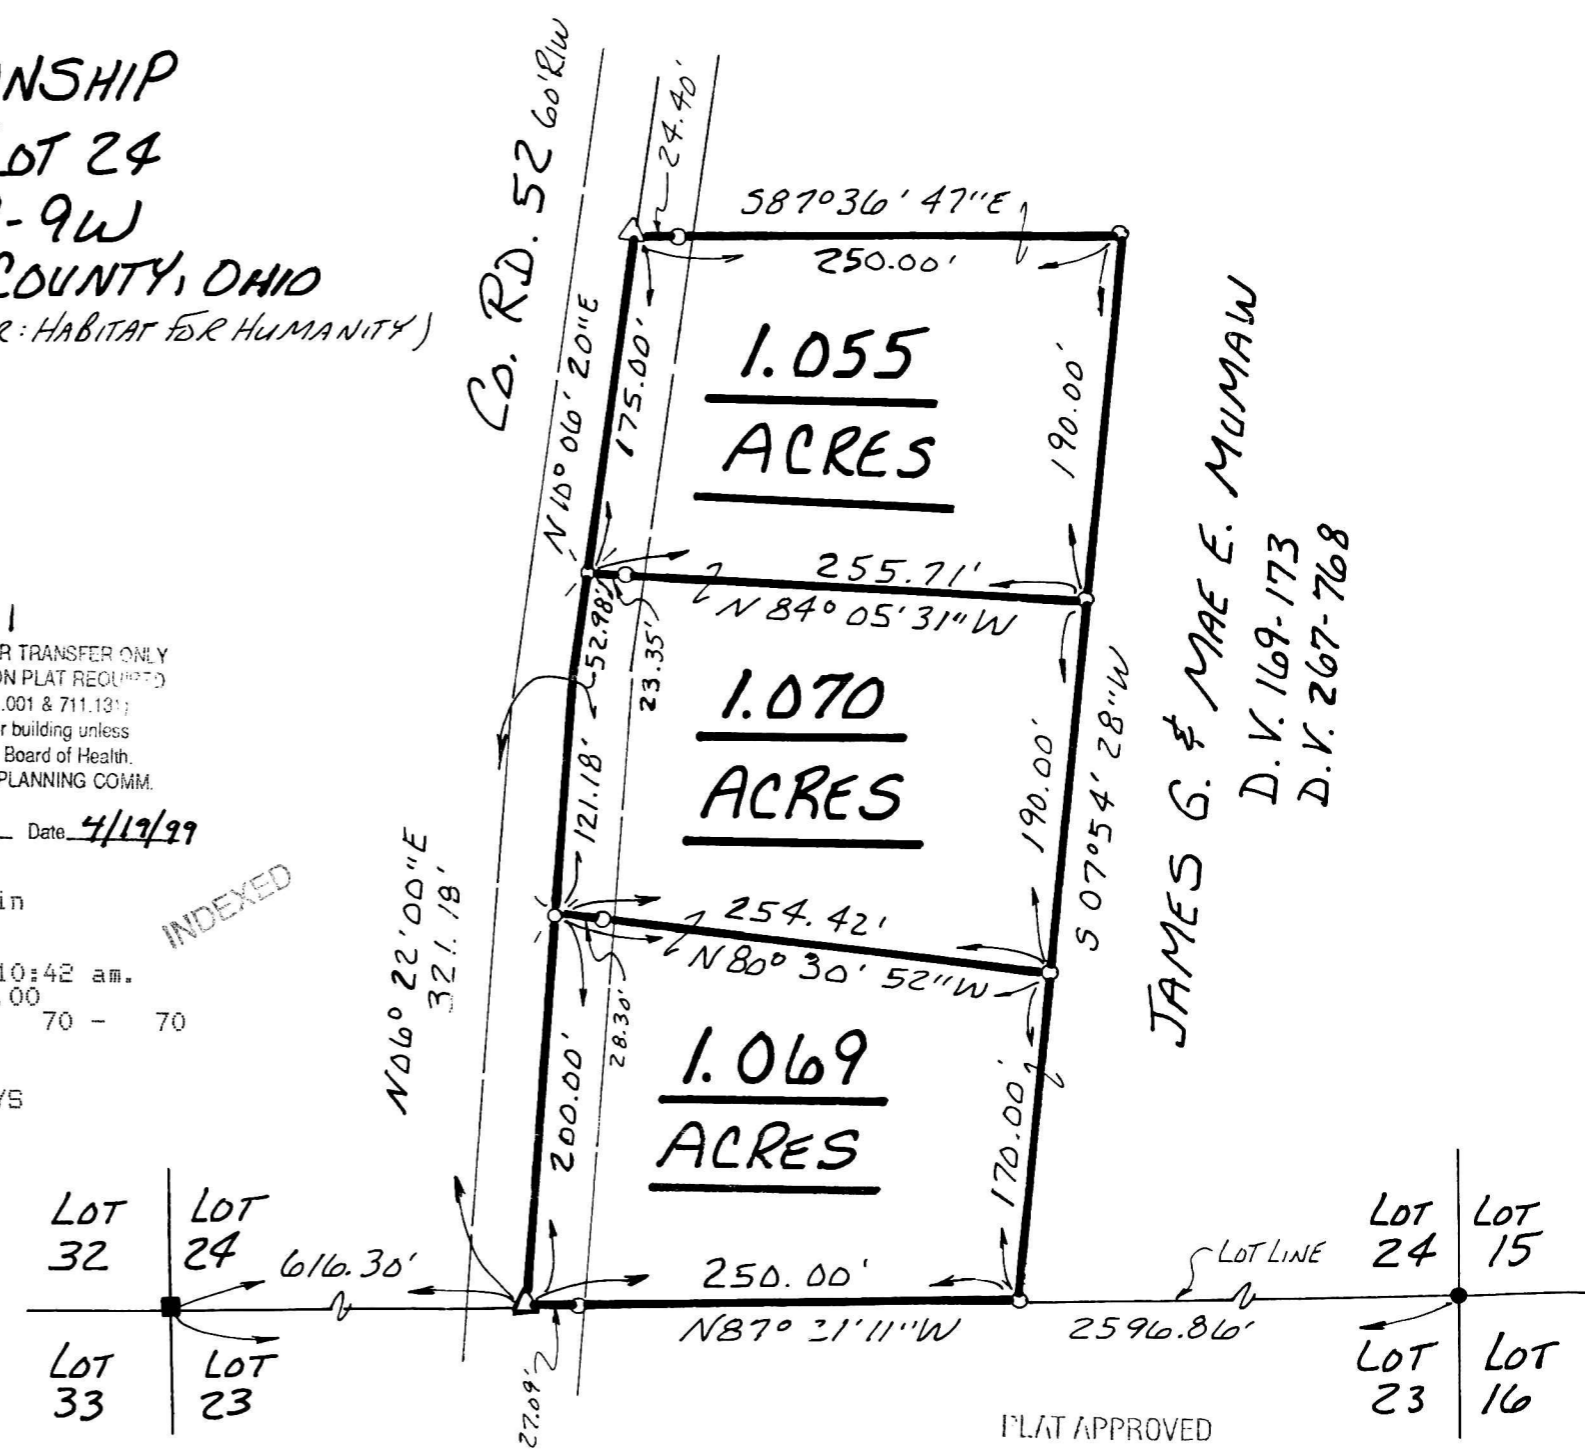 NSHIP
LOT 24
-9W
COUNTY, OHIO
R: HABITAT FOR HUMANITY)
CO. RD. 52 60' R/W
24.40'
S87°36'47"E
250.00'
N10°06'20"E
175.00'
1.055
ACRES
190.00'
255.71'
N 84° 05' 31" W
52.98'
23.35'
121.18'
1.070
ACRES
190.00'
S 07°54' 28" W
JAMES G. & MAE E. MUMAW
D.V. 169-173
D.V. 267-768
R TRANSFER ONLY
ON PLAT REQUIRED
.001 & 711.131;
r building unless
Board of Health.
PLANNING COMM.
Date 4/19/99
in
INDEXED
10:42 am.
.00
70 - 70
YS
N06° 22' 00"E
321.18'
254.42'
N80° 30' 52"W
28.30'
200.00'
1.069
ACRES
170.00'
LOT 32
LOT 24
616.30'
250.00'
LOT LINE
LOT 24
LOT 15
N87° 11'11"W
2596.86'
LOT 33
LOT 23
27.09'
LOT 23
LOT 16
PLAT APPROVED